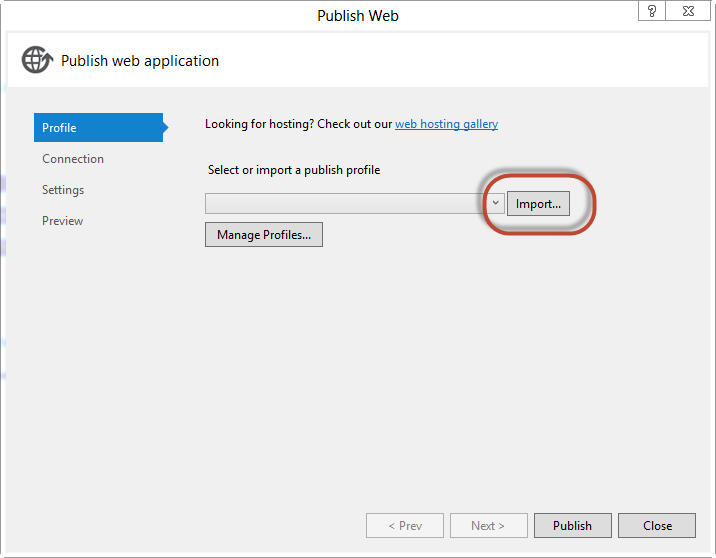 Publish Web
?
Publish web application
Profile
Looking for hosting? Check out our web hosting gallery
Connection
Select or import a publish profile
Settings
Import...
Preview
Manage Profiles...
< Prev
Next >
Publish
Close